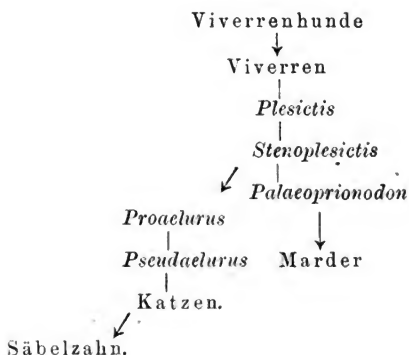 Viverrenhunde
Viverren
Plesictis
Stenoplesictis
Palaeoprionodon
Proaelurus
Pseudaelurus Marder
Katzen.
Säbelzahn.